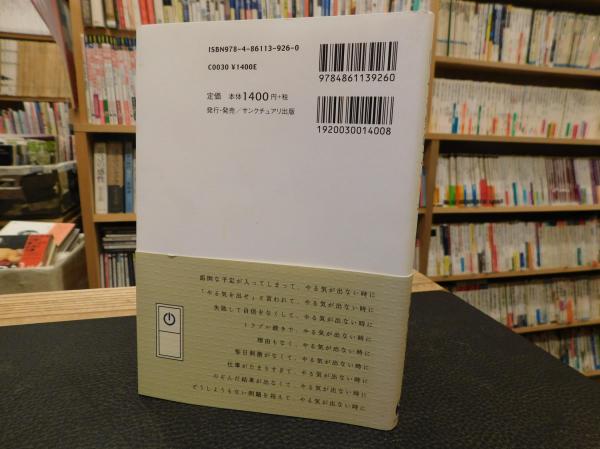 ISBN978-4-86113-926-0
C0030 ¥1400E
定価 本体1400円+税
発行・発売/サンクチュアリ出版
9784861139260
1920030014008
面倒な予定が入ってしまって、やる気が出ない時に
「やる気を出せ」と言われて、やる気が出ない時に
失敗して自信をなくして、やる気が出ない時に
トラブル続きで、やる気が出ない時に
理由もなく、やる気が出ない時に
毎日刺激がなくて、やる気が出ない時に
仕事がたまりすぎて、やる気が出ない時に
のぞんだ結果が出なくて、やる気が出ない時に
どうしようもない問題を抱えて、やる気が出ない時に